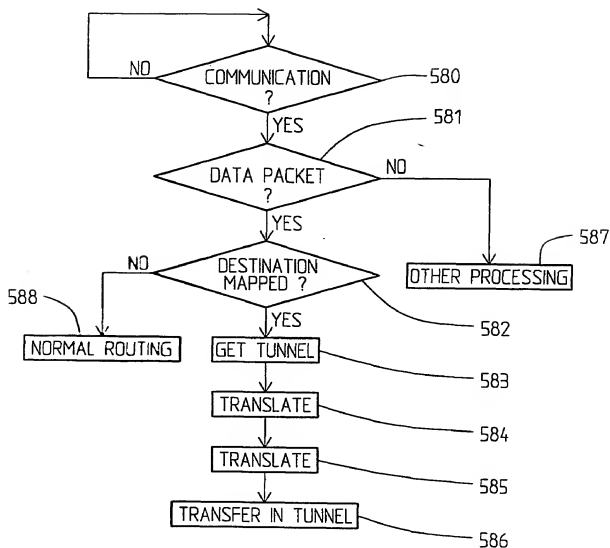 NO
COMMUNICATION
?
580
YES
581
DATA PACKET
?
NO
YES
587
NO
DESTINATION
MAPPED ?
OTHER PROCESSING
588
582
YES
NORMAL ROUTING
GET TUNNEL
583
TRANSLATE
584
TRANSLATE
585
TRANSFER IN TUNNEL
586